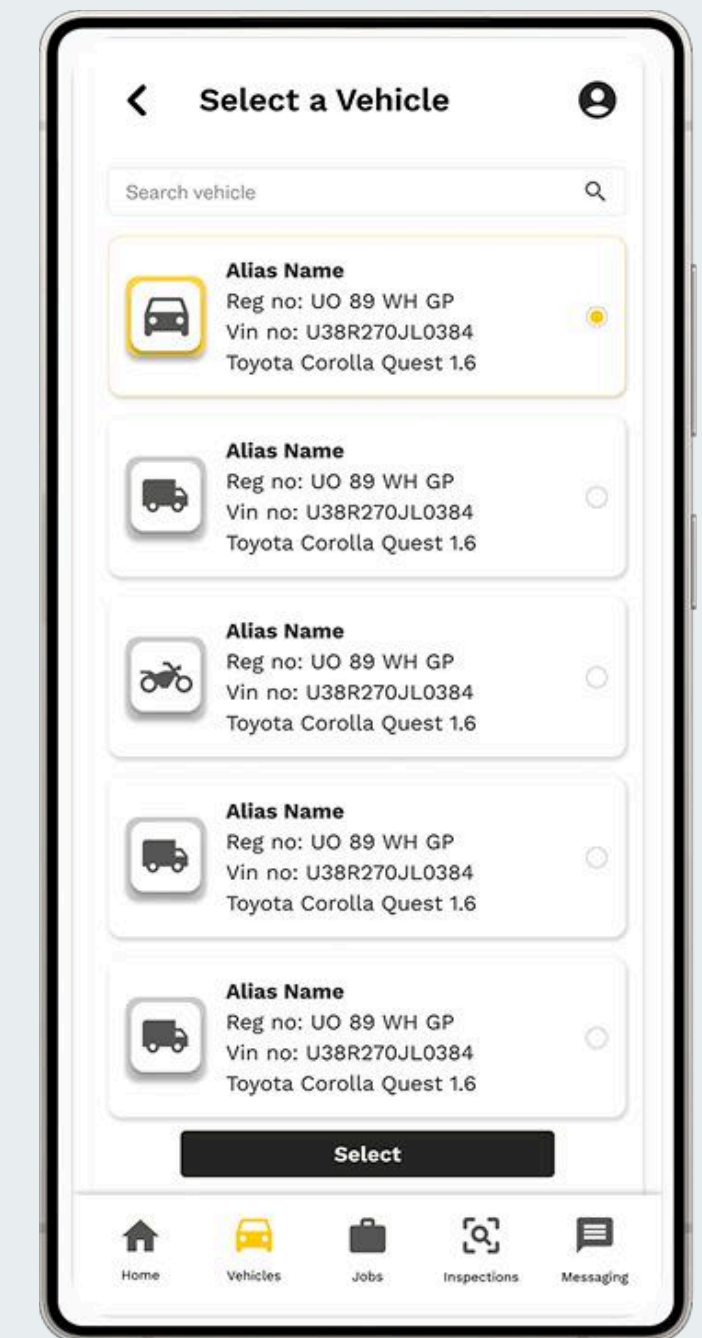 Select a Vehicle
Search vehicle
Alias Name
Reg no: UO 89 WH GP
Vin no: U38R270JL0384
Toyota Corolla Quest 1.6
Alias Name
Reg no: UO 89 WH GP
Vin no: U38R270JL0384
Toyota Corolla Quest 1.6
Alias Name
Reg no: UO 89 WH GP
Vin no: U38R270JL0384
Toyota Corolla Quest 1.6
Alias Name
Reg no: UO 89 WH GP
Vin no: U38R270JL0384
Toyota Corolla Quest 1.6
Alias Name
Reg no: UO 89 WH GP
Vin no: U38R270JL0384
Toyota Corolla Quest 1.6
Select
Home Vehicles Jobs Inspections Messaging